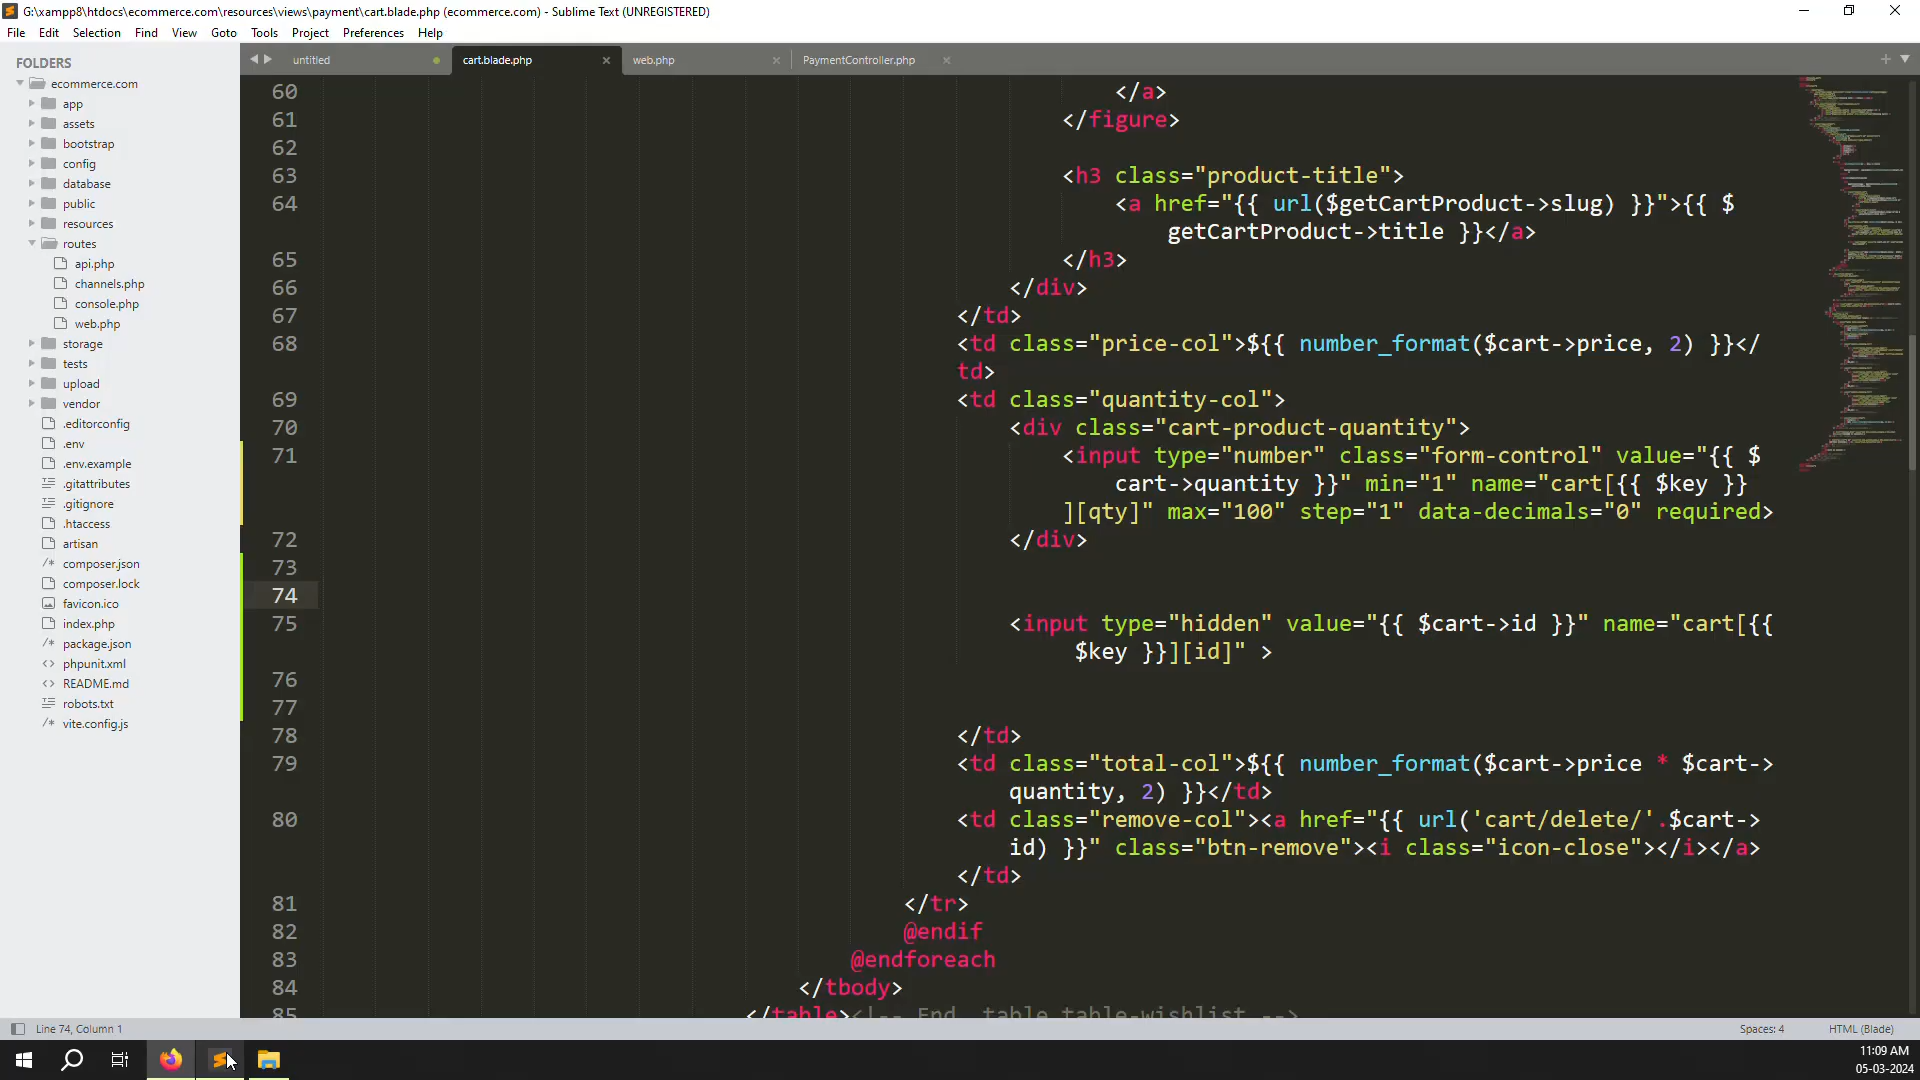 G:\xampp8\htdocs\ecommerce.com\resources\views\payment\cart.blade.php (ecommerce.com) - Sublime Text (UNREGISTERED)
File Edit Selection Find View Goto Tools Project Preferences Help
FOLDERS
ecommerce.com
app
assets
bootstrap
config
database
public
resources
routes
api.php
channels.php
console.php
web.php
storage
tests
upload
vendor
.editorconfig
.env
.env.example
.gitattributes
.gitignore
.htaccess
artisan
composer.json
composer.lock
favicon.ico
index.php
package.json
phpunit.xml
README.md
robots.txt
vite.config.js
untitled cart.blade.php web.php PaymentController.php
60 </a>
61 </figure>
62
63 <h3 class="product-title">
64 <a href="{{ url($getCartProduct->slug) }}">{{ $
getCartProduct->title }}</a>
65 </h3>
66 </div>
67 </td>
68 <td class="price-col">${{ number_format($cart->price, 2) }}</
td>
69 <td class="quantity-col">
70 <div class="cart-product-quantity">
71 <input type="number" class="form-control" value="{{ $
cart->quantity }}" min="1" name="cart[{{ $key }}
][qty]" max="100" step="1" data-decimals="0" required>
72 </div>
73
74
75 <input type="hidden" value="{{ $cart->id }}" name="cart[{{
$key }}][id]" >
76
77
78 </td>
79 <td class="total-col">${{ number_format($cart->price * $cart->
quantity, 2) }}</td>
80 <td class="remove-col"><a href="{{ url('cart/delete/'.$cart->
id) }}" class="btn-remove"><i class="icon-close"></i></a>
</td>
81 </tr>
82 @endif
83 @endforeach
84 </tbody>
85 </table><!-- End .table table-wishlist -->
Line 74, Column 1
Spaces: 4 HTML (Blade)
11:09 AM
05-03-2024